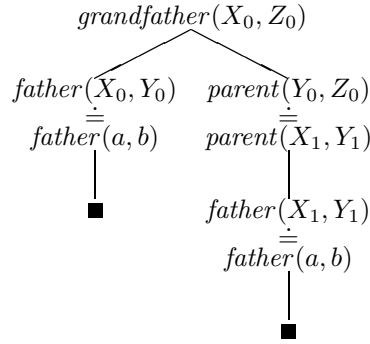 grandfather(X₀, Z₀)
father(X₀, Y₀) parent(Y₀, Z₀)
≐ ≐
father(a, b) parent(X₁, Y₁)
father(X₁, Y₁)
≐
father(a, b)